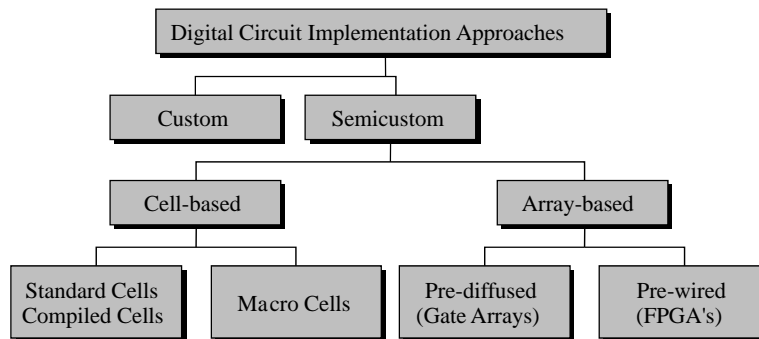 Digital Circuit Implementation Approaches
Custom
Semicustom
Cell-based
Array-based
Standard Cells
Compiled Cells
Macro Cells
Pre-diffused
(Gate Arrays)
Pre-wired
(FPGA's)